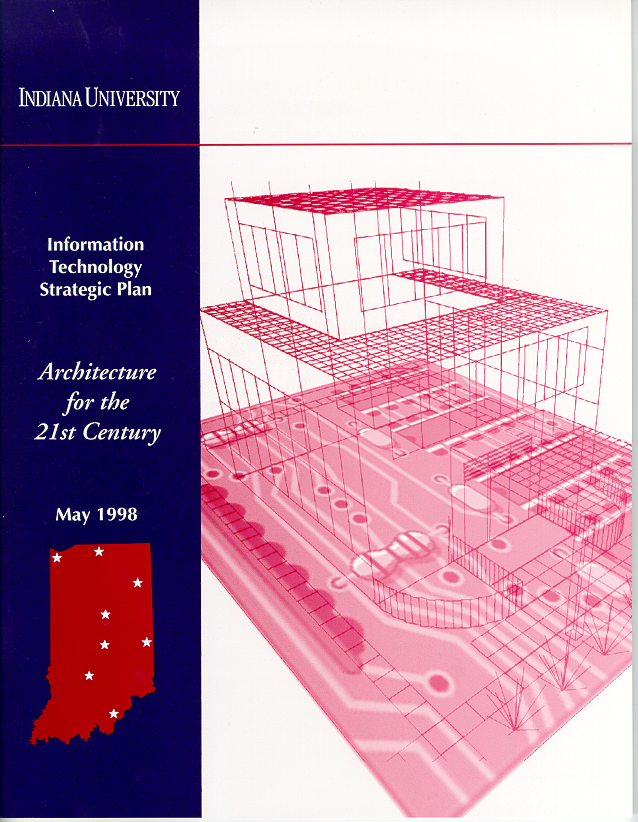 INDIANA UNIVERSITY
Information
Technology
Strategic Plan
Architecture
for the
21st Century
May 1998